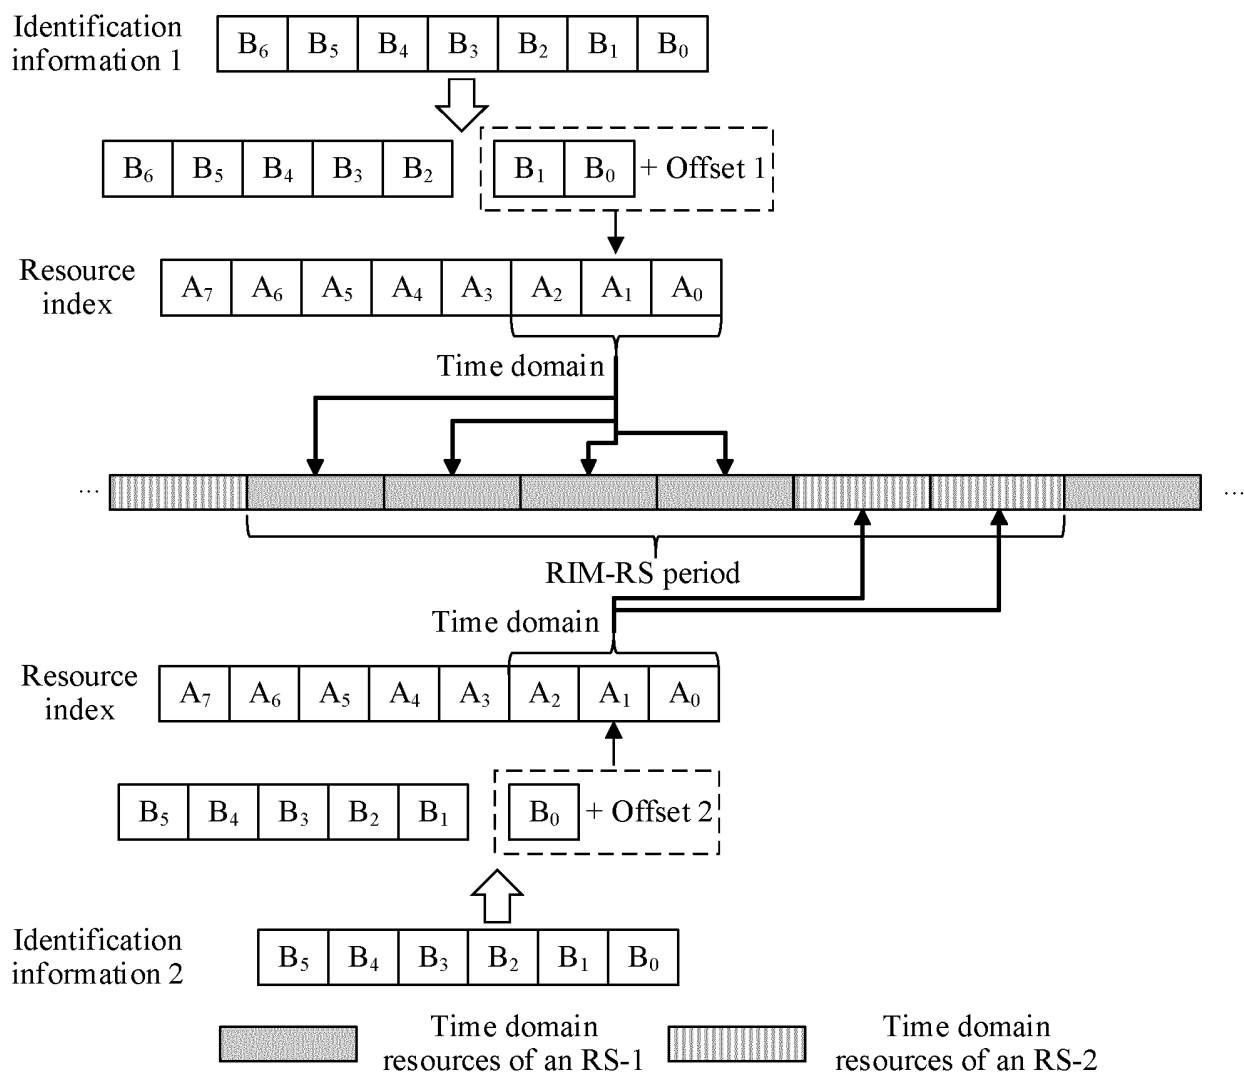 Identification
information 1
B₆ B₅ B₄ B₃ B₂ B₁ B₀
B₆ B₅ B₄ B₃ B₂ B₁ B₀ + Offset 1
Resource
index
A₇ A₆ A₅ A₄ A₃ A₂ A₁ A₀
Time domain
... ...
RIM-RS period
Time domain
Resource
index
A₇ A₆ A₅ A₄ A₃ A₂ A₁ A₀
B₅ B₄ B₃ B₂ B₁ B₀ + Offset 2
Identification
information 2
B₅ B₄ B₃ B₂ B₁ B₀
Time domain
resources of an RS-1
Time domain
resources of an RS-2